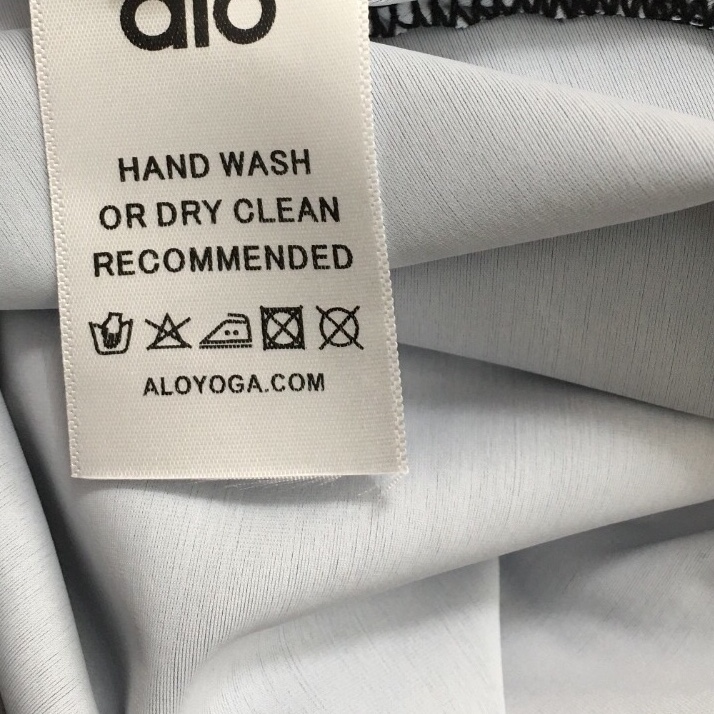 alo
HAND WASH
OR DRY CLEAN
RECOMMENDED
ALOYOGA.COM